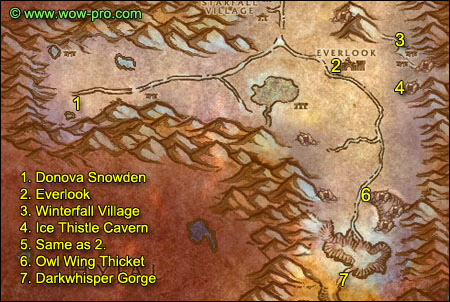 © www.wow-pro.com
STARFALL
VILLAGE
EVERLOOK
3
2
4
1
6
1. Donova Snowden
2. Everlook
3. Winterfall Village
4. Ice Thistle Cavern
5. Same as 2.
6. Owl Wing Thicket
7. Darkwhisper Gorge
7